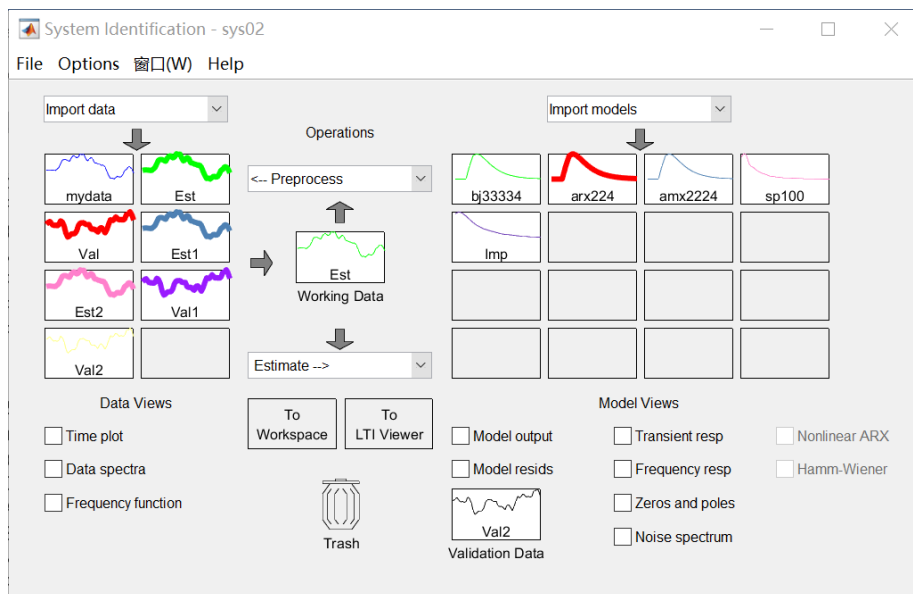 System Identification - sys02
File Options 窗口(W) Help
Import data
Import models
Operations
mydata
Est
<-- Preprocess
bj33334
arx224
amx2224
sp100
Val
Est1
Imp
Est
Working Data
Est2
Val1
Val2
Estimate -->
Data Views
Model Views
To
Workspace
To
LTI Viewer
Time plot
Data spectra
Frequency function
Model output
Model resids
Transient resp
Frequency resp
Zeros and poles
Noise spectrum
Nonlinear ARX
Hamm-Wiener
Trash
Val2
Validation Data